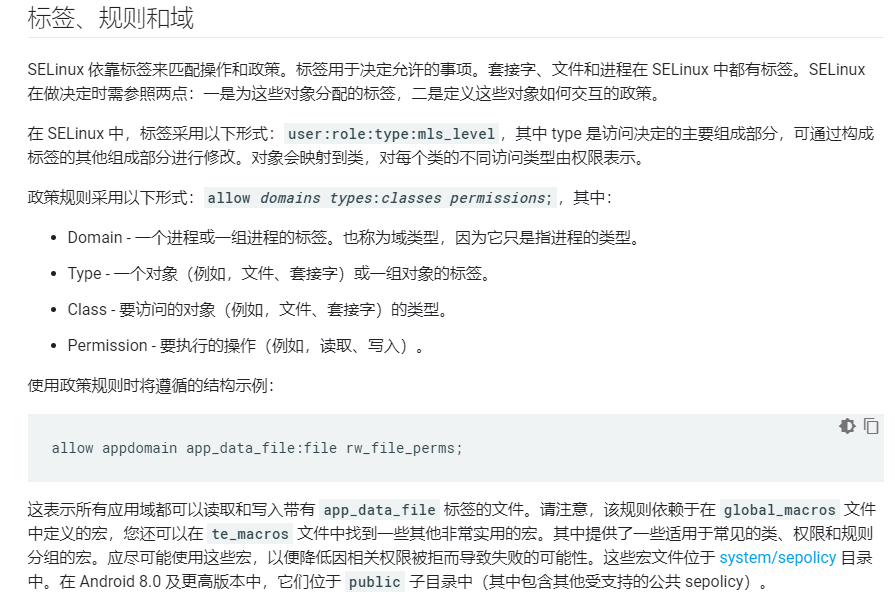 标签、规则和域
SELinux 依靠标签来匹配操作和政策。标签用于决定允许的事项。套接字、文件和进程在 SELinux 中都有标签。SELinux
在做决定时需参照两点：一是为这些对象分配的标签，二是定义这些对象如何交互的政策。
在 SELinux 中，标签采用以下形式：user:role:type:mls_level，其中 type 是访问决定的主要组成部分，可通过构成
标签的其他组成部分进行修改。对象会映射到类，对每个类的不同访问类型由权限表示。
政策规则采用以下形式：allow domains types:classes permissions;，其中：
• Domain - 一个进程或一组进程的标签。也称为域类型，因为它只是指进程的类型。
• Type - 一个对象（例如，文件、套接字）或一组对象的标签。
• Class - 要访问的对象（例如，文件、套接字）的类型。
• Permission - 要执行的操作（例如，读取、写入）。
使用政策规则时将遵循的结构示例：
allow appdomain app_data_file:file rw_file_perms;
这表示所有应用域都可以读取和写入带有 app_data_file 标签的文件。请注意，该规则依赖于在 global_macros 文件
中定义的宏，您还可以在 te_macros 文件中找到一些其他非常实用的宏。其中提供了一些适用于常见的类、权限和规则
分组的宏。应尽可能使用这些宏，以便降低因相关权限被拒而导致失败的可能性。这些宏文件位于 system/sepolicy 目录
中。在 Android 8.0 及更高版本中，它们位于 public 子目录中（其中包含其他受支持的公共 sepolicy）。